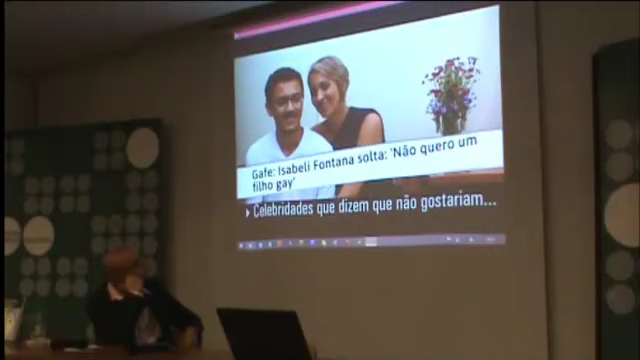 Gafe: Isabeli Fontana solta: 'Não quero um
filho gay'
Celebridades que dizem que não gostariam...